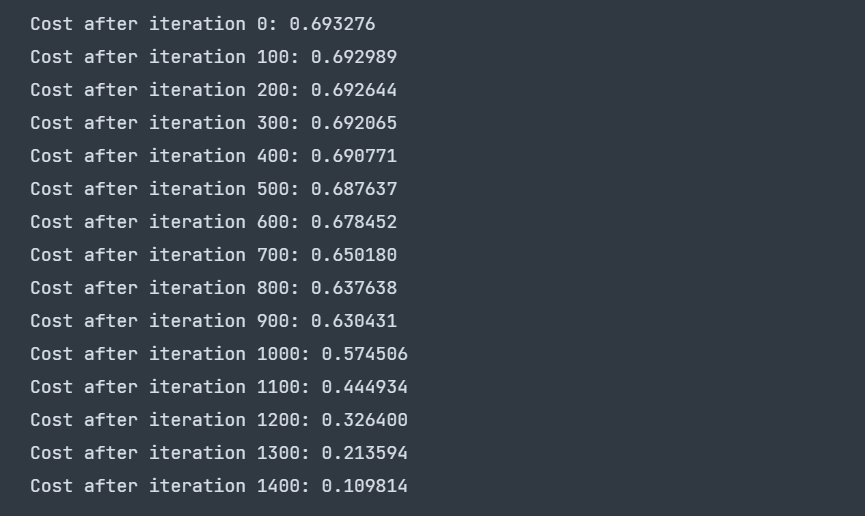 Cost after iteration 0: 0.693276
Cost after iteration 100: 0.692989
Cost after iteration 200: 0.692644
Cost after iteration 300: 0.692065
Cost after iteration 400: 0.690771
Cost after iteration 500: 0.687637
Cost after iteration 600: 0.678452
Cost after iteration 700: 0.650180
Cost after iteration 800: 0.637638
Cost after iteration 900: 0.630431
Cost after iteration 1000: 0.574506
Cost after iteration 1100: 0.444934
Cost after iteration 1200: 0.326400
Cost after iteration 1300: 0.213594
Cost after iteration 1400: 0.109814